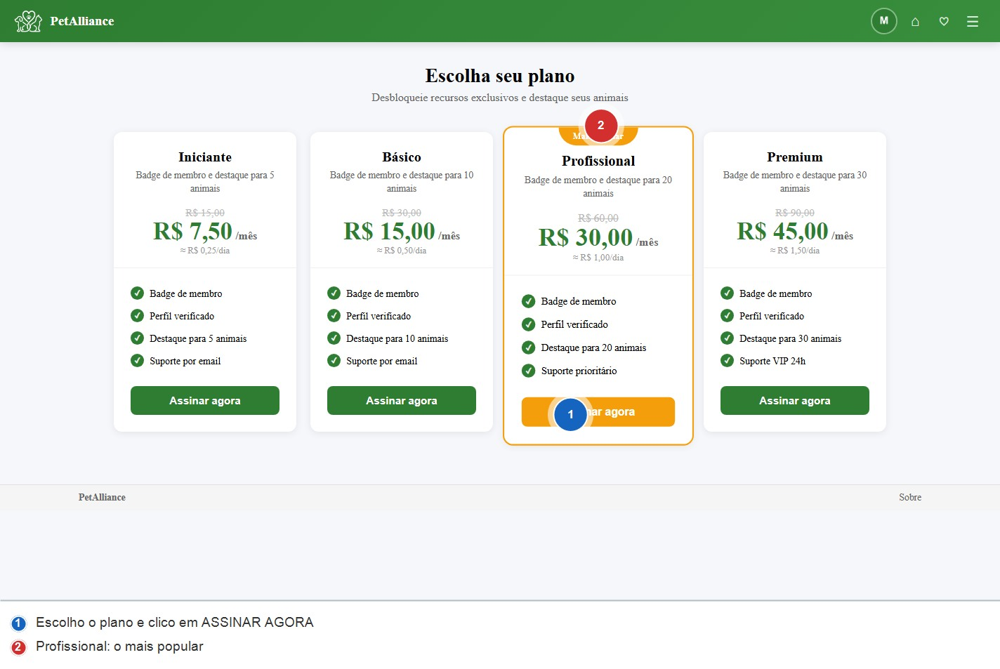 PetAlliance
M
Escolha seu plano
Desbloqueie recursos exclusivos e destaque seus animais
Iniciante
Badge de membro e destaque para 5
animais
R$ 15,00
R$ 7,50 /mês
≈ R$ 0,25/dia
Badge de membro
Perfil verificado
Destaque para 5 animais
Suporte por email
Assinar agora
Básico
Badge de membro e destaque para 10
animais
R$ 30,00
R$ 15,00 /mês
≈ R$ 0,50/dia
Badge de membro
Perfil verificado
Destaque para 10 animais
Suporte por email
Assinar agora
2
Profissional
Badge de membro e destaque para 20
animais
R$ 60,00
R$ 30,00 /mês
≈ R$ 1,00/dia
Badge de membro
Perfil verificado
Destaque para 20 animais
Suporte prioritário
1
agora
Premium
Badge de membro e destaque para 30
animais
R$ 90,00
R$ 45,00 /mês
≈ R$ 1,50/dia
Badge de membro
Perfil verificado
Destaque para 30 animais
Suporte VIP 24h
Assinar agora
PetAlliance
Sobre
1 Escolho o plano e clico em ASSINAR AGORA
2 Profissional: o mais popular